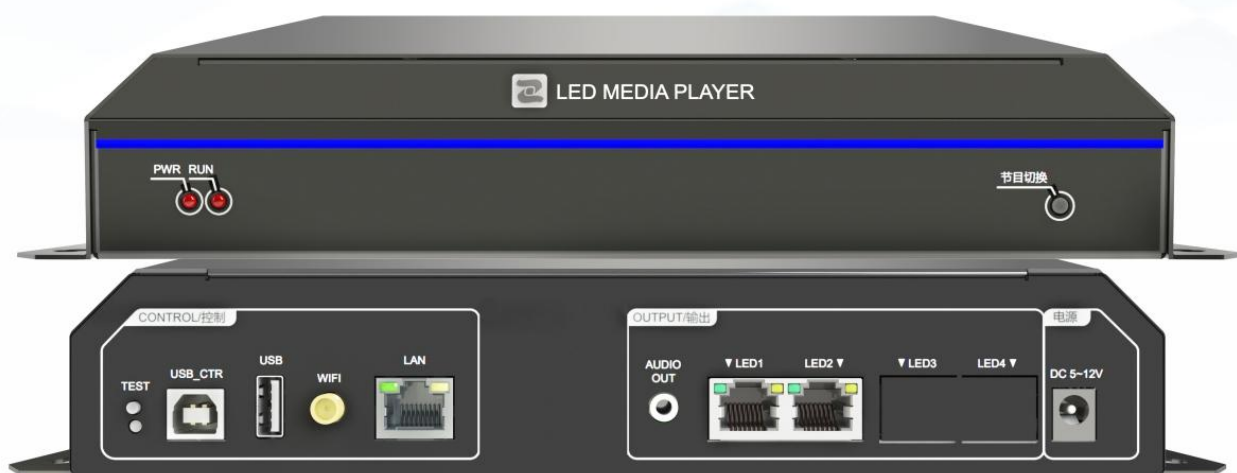 LED MEDIA PLAYER
PWR RUN
节目切换
CONTROL/控制
OUTPUT/输出
电源
TEST
USB_CTR
USB
WIFI
LAN
AUDIO
OUT
▼ LED1
LED2 ▼
▼ LED3
LED4 ▼
DC 5~12V